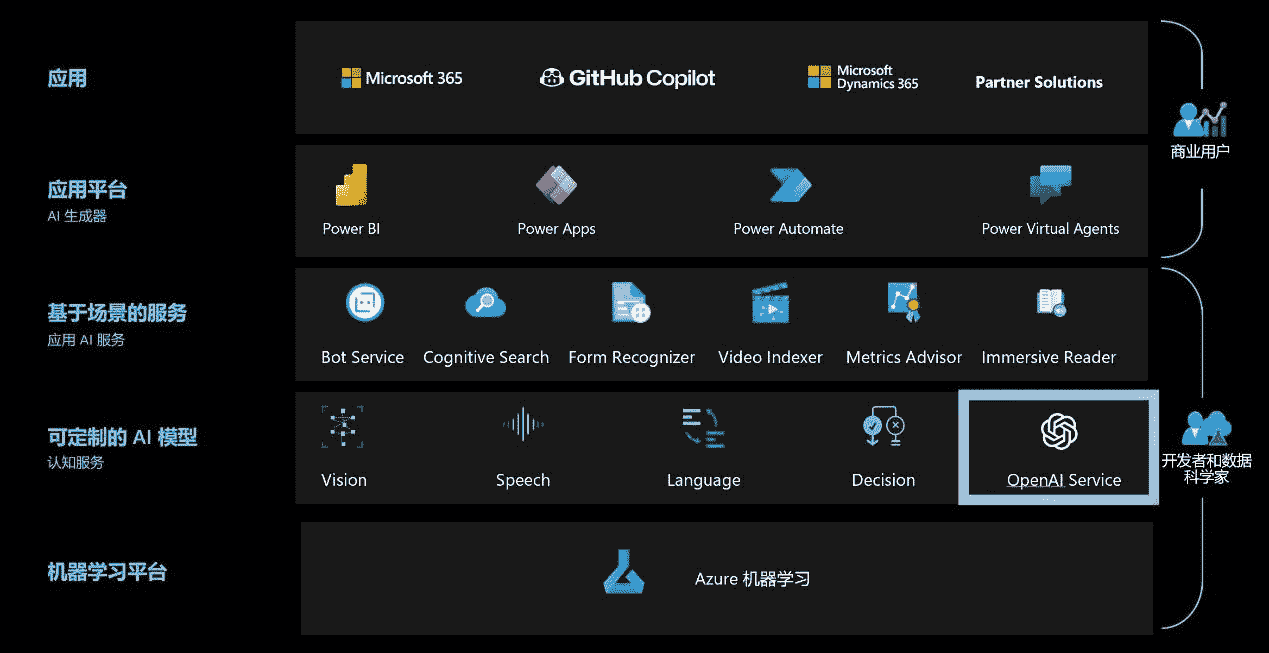 应用
Microsoft 365
GitHub Copilot
Microsoft
Dynamics 365
Partner Solutions
商业用户
应用平台
AI 生成器
Power BI
Power Apps
Power Automate
Power Virtual Agents
基于场景的服务
应用 AI 服务
Bot Service
Cognitive Search
Form Recognizer
Video Indexer
Metrics Advisor
Immersive Reader
可定制的 AI 模型
认知服务
Vision
Speech
Language
Decision
OpenAI Service
开发者和数据
科学家
机器学习平台
Azure 机器学习